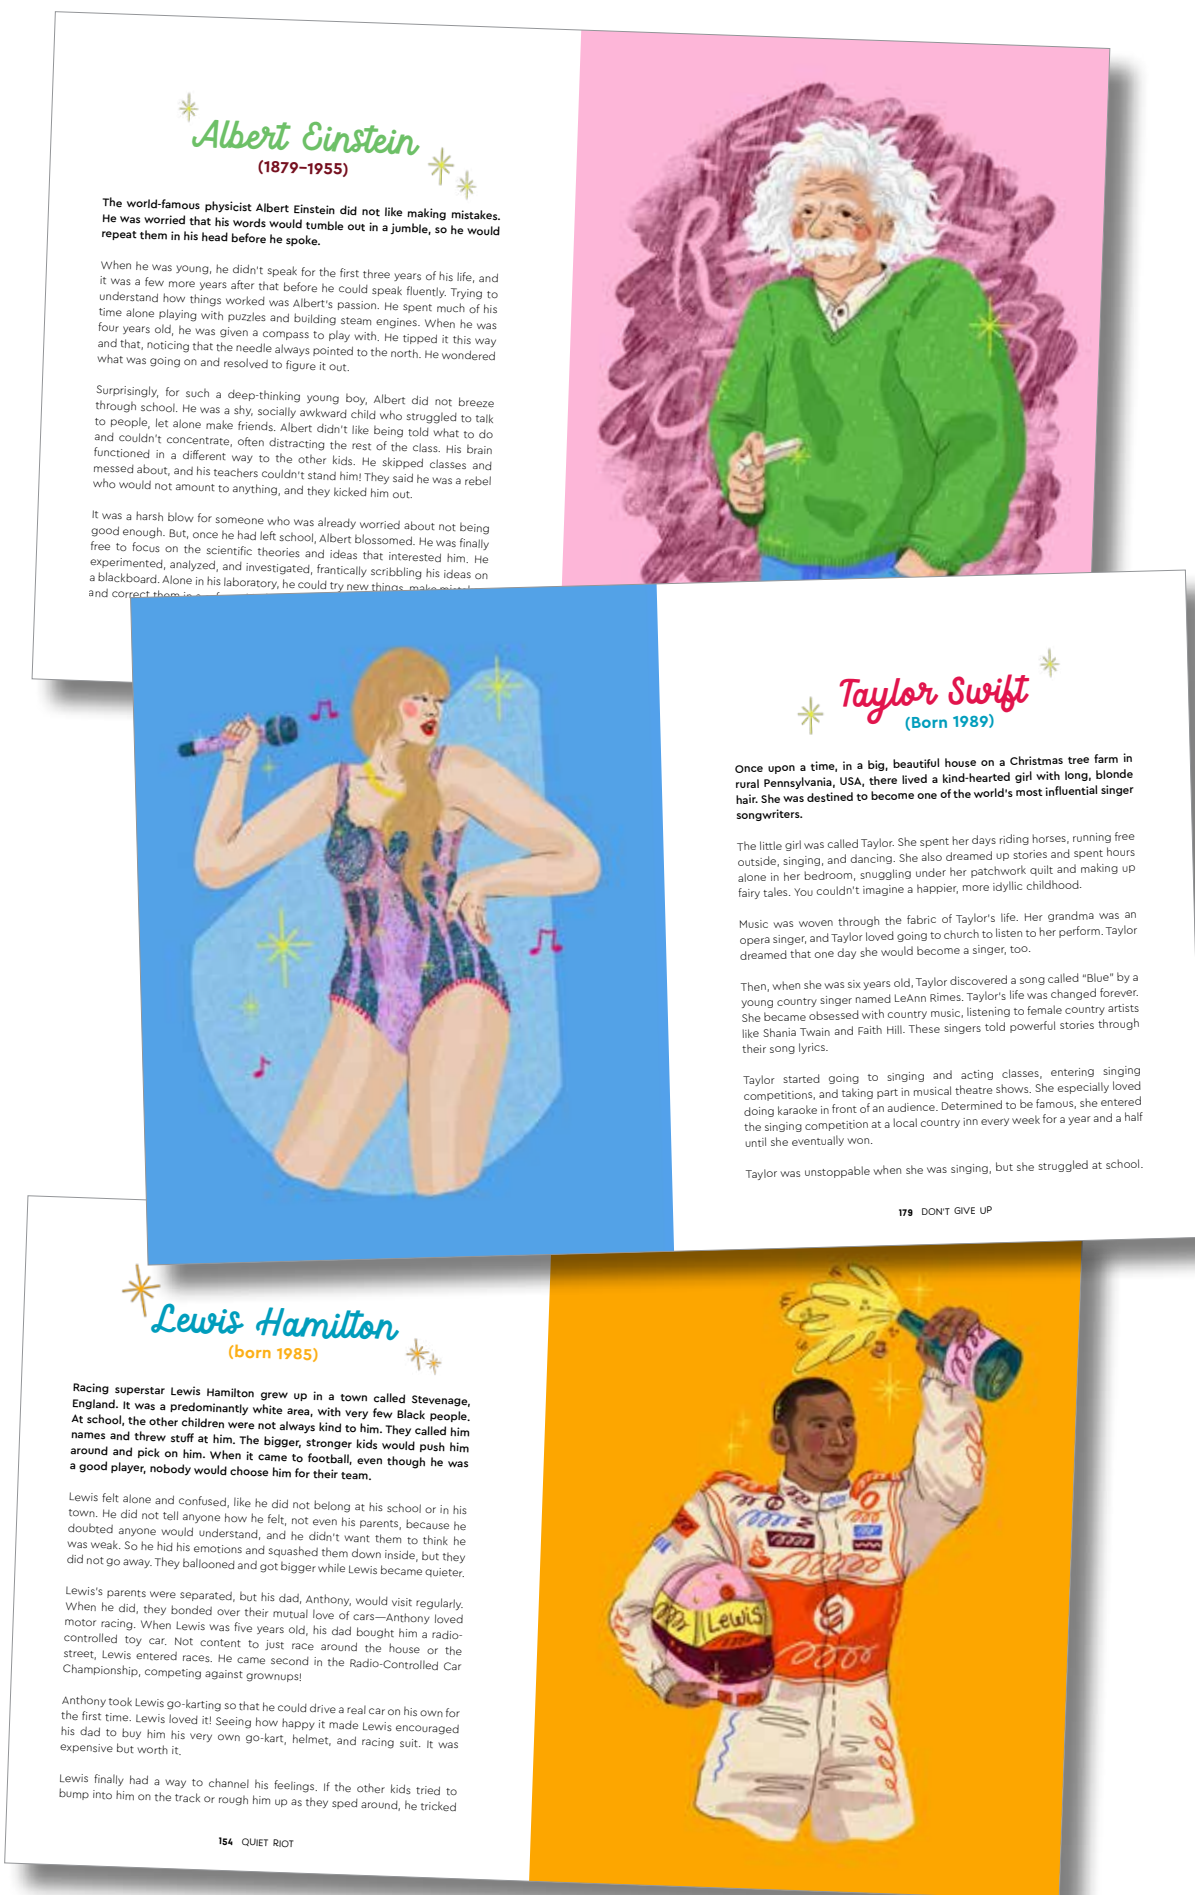 Albert Einstein
(1879–1955)
The world-famous physicist Albert Einstein did not like making mistakes.
He was worried that his words would tumble out in a jumble, so he would
repeat them in his head before he spoke.
When he was young, he didn't speak for the first three years of his life, and
it was a few more years after that before he could speak fluently. Trying to
understand how things worked was Albert's passion. He spent much of his
time alone playing with puzzles and building steam engines. When he was
four years old, he was given a compass to play with. He tipped it this way
and that, noticing that the needle always pointed to the north. He wondered
what was going on and resolved to figure it out.
Surprisingly, for such a deep-thinking young boy, Albert did not breeze
through school. He was a shy, socially awkward child who struggled to talk
to people, let alone make friends. Albert didn't like being told what to do
and couldn't concentrate, often distracting the rest of the class. His brain
functioned in a different way to the other kids. He skipped classes and
messed about, and his teachers couldn't stand him! They said he was a rebel
who would not amount to anything, and they kicked him out.
It was a harsh blow for someone who was already worried about not being
good enough. But, once he had left school, Albert blossomed. He was finally
free to focus on the scientific theories and ideas that interested him. He
experimented, analyzed, and investigated, frantically scribbling his ideas on
a blackboard. Alone in his laboratory, he could try new things, make
and correct them in
Taylor Swift
(Born 1989)
Once upon a time, in a big, beautiful house on a Christmas tree farm in
rural Pennsylvania, USA, there lived a kind-hearted girl with long, blonde
hair. She was destined to become one of the world's most influential singer
songwriters.
The little girl was called Taylor. She spent her days riding horses, running free
outside, singing, and dancing. She also dreamed up stories and spent hours
alone in her bedroom, snuggling under her patchwork quilt and making up
fairy tales. You couldn't imagine a happier, more idyllic childhood.
Music was woven through the fabric of Taylor's life. Her grandma was an
opera singer, and Taylor loved going to church to listen to her perform. Taylor
dreamed that one day she would become a singer, too.
Then, when she was six years old, Taylor discovered a song called “Blue” by a
young country singer named LeAnn Rimes. Taylor's life was changed forever.
She became obsessed with country music, listening to female country artists
like Shania Twain and Faith Hill. These singers told powerful stories through
their song lyrics.
Taylor started going to singing and acting classes, entering singing
competitions, and taking part in musical theatre shows. She especially loved
doing karaoke in front of an audience. Determined to be famous, she entered
the singing competition at a local country inn every week for a year and a half
until she eventually won.
Taylor was unstoppable when she was singing, but she struggled at school.
179 DON'T GIVE UP
Lewis Hamilton
(born 1985)
Racing superstar Lewis Hamilton grew up in a town called Stevenage,
England. It was a predominantly white area, with very few Black people.
At school, the other children were not always kind to him. They called him
names and threw stuff at him. The bigger, stronger kids would push him
around and pick on him. When it came to football, even though he was
a good player, nobody would choose him for their team.
Lewis felt alone and confused, like he did not belong at his school or in his
town. He did not tell anyone how he felt, not even his parents, because he
doubted anyone would understand, and he didn't want them to think he
was weak. So he hid his emotions and squashed them down inside, but they
did not go away. They ballooned and got bigger while Lewis became quieter.
Lewis's parents were separated, but his dad, Anthony, would visit regularly.
When he did, they bonded over their mutual love of cars—Anthony loved
motor racing. When Lewis was five years old, his dad bought him a radio-
controlled toy car. Not content to just race around the house or the
street, Lewis entered races. He came second in the Radio-Controlled Car
Championship, competing against grownups!
Anthony took Lewis go-karting so that he could drive a real car on his own for
the first time. Lewis loved it! Seeing how happy it made Lewis encouraged
his dad to buy him his very own go-kart, helmet, and racing suit. It was
expensive but worth it.
Lewis finally had a way to channel his feelings. If the other kids tried to
bump into him on the track or rough him up as they sped around, he tricked
154 QUIET RIOT
Lewis